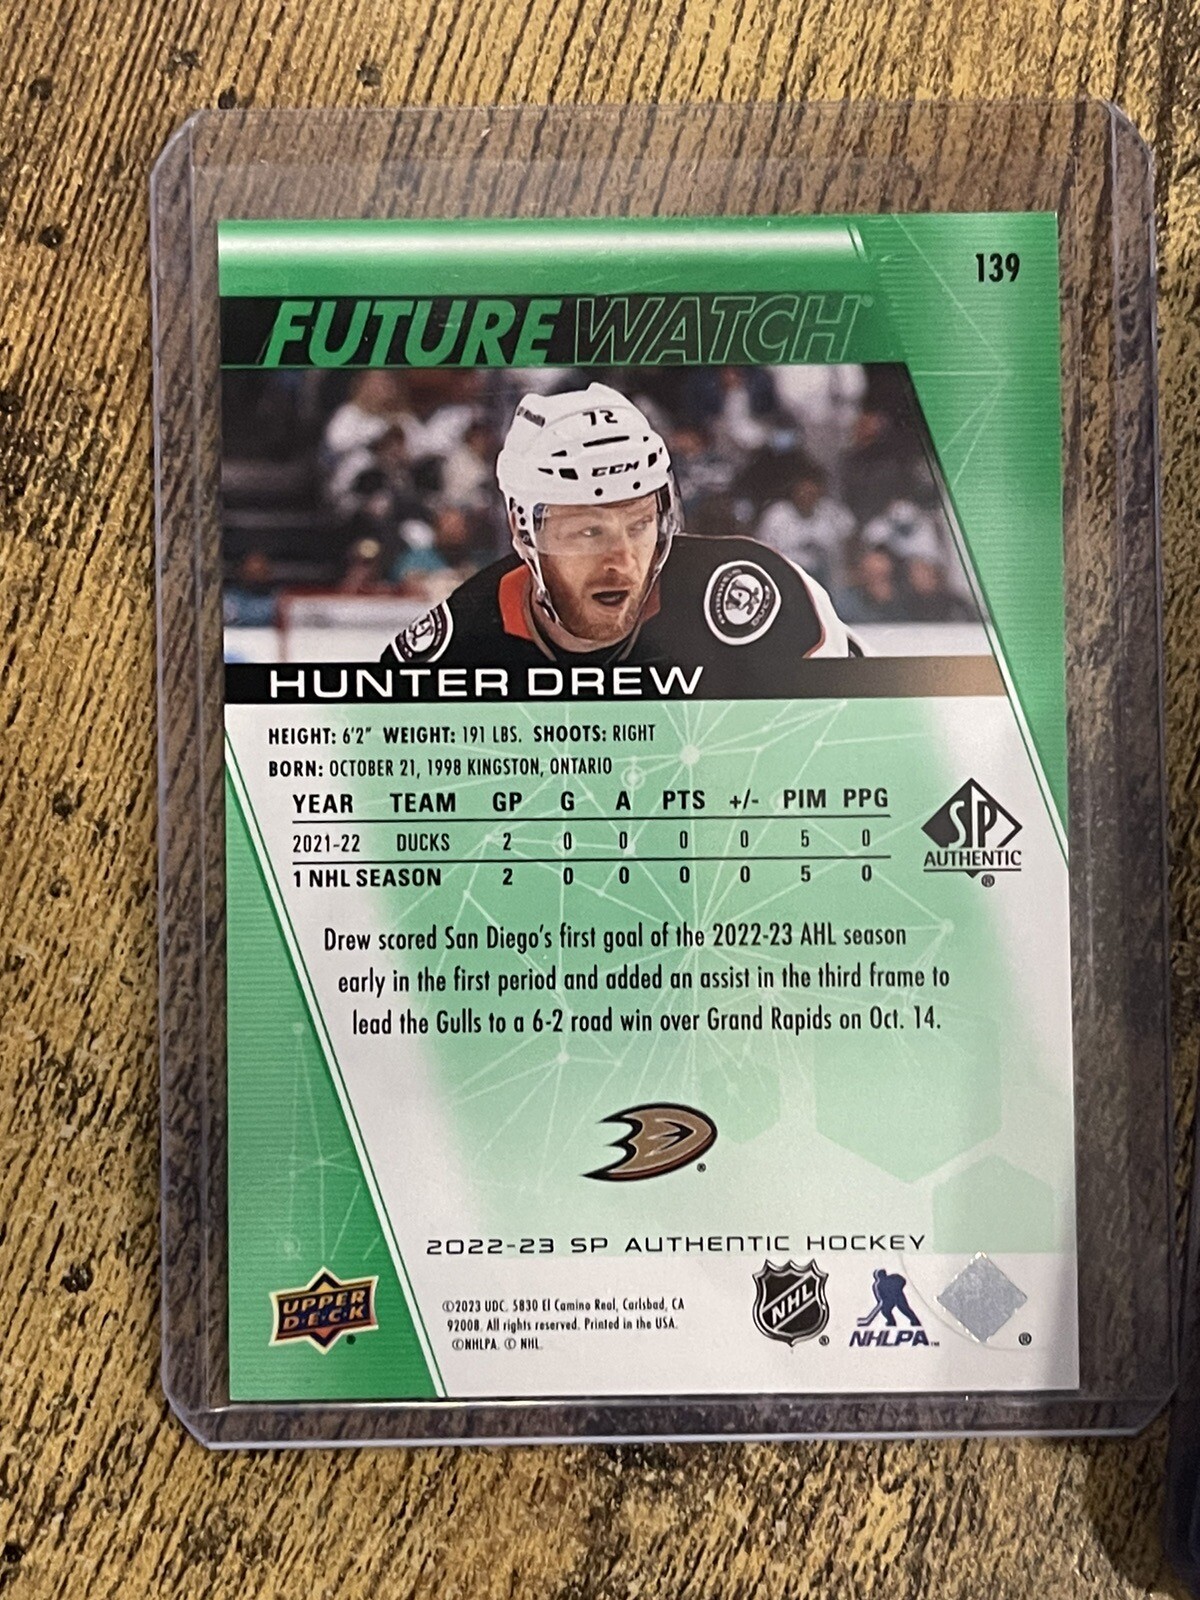 139
FUTURE WATCH®
72
CCM
HUNTER DREW
HEIGHT: 6'2" WEIGHT: 191 LBS. SHOOTS: RIGHT
BORN: OCTOBER 21, 1998 KINGSTON, ONTARIO
YEAR TEAM GP G A PTS +/- PIM PPG
2021-22 DUCKS 2 0 0 0 0 5 0
1 NHL SEASON 2 0 0 0 0 5 0
SP
AUTHENTIC
®
Drew scored San Diego's first goal of the 2022-23 AHL season
early in the first period and added an assist in the third frame to
lead the Gulls to a 6-2 road win over Grand Rapids on Oct. 14.
®
2022-23 SP AUTHENTIC HOCKEY
UPPER
D·E·C·K
®
©2023 UDC. 5830 El Camino Real, Carlsbad, CA
92008. All rights reserved. Printed in the USA.
©NHLPA. © NHL.
NHL
®
NHLPA™
®